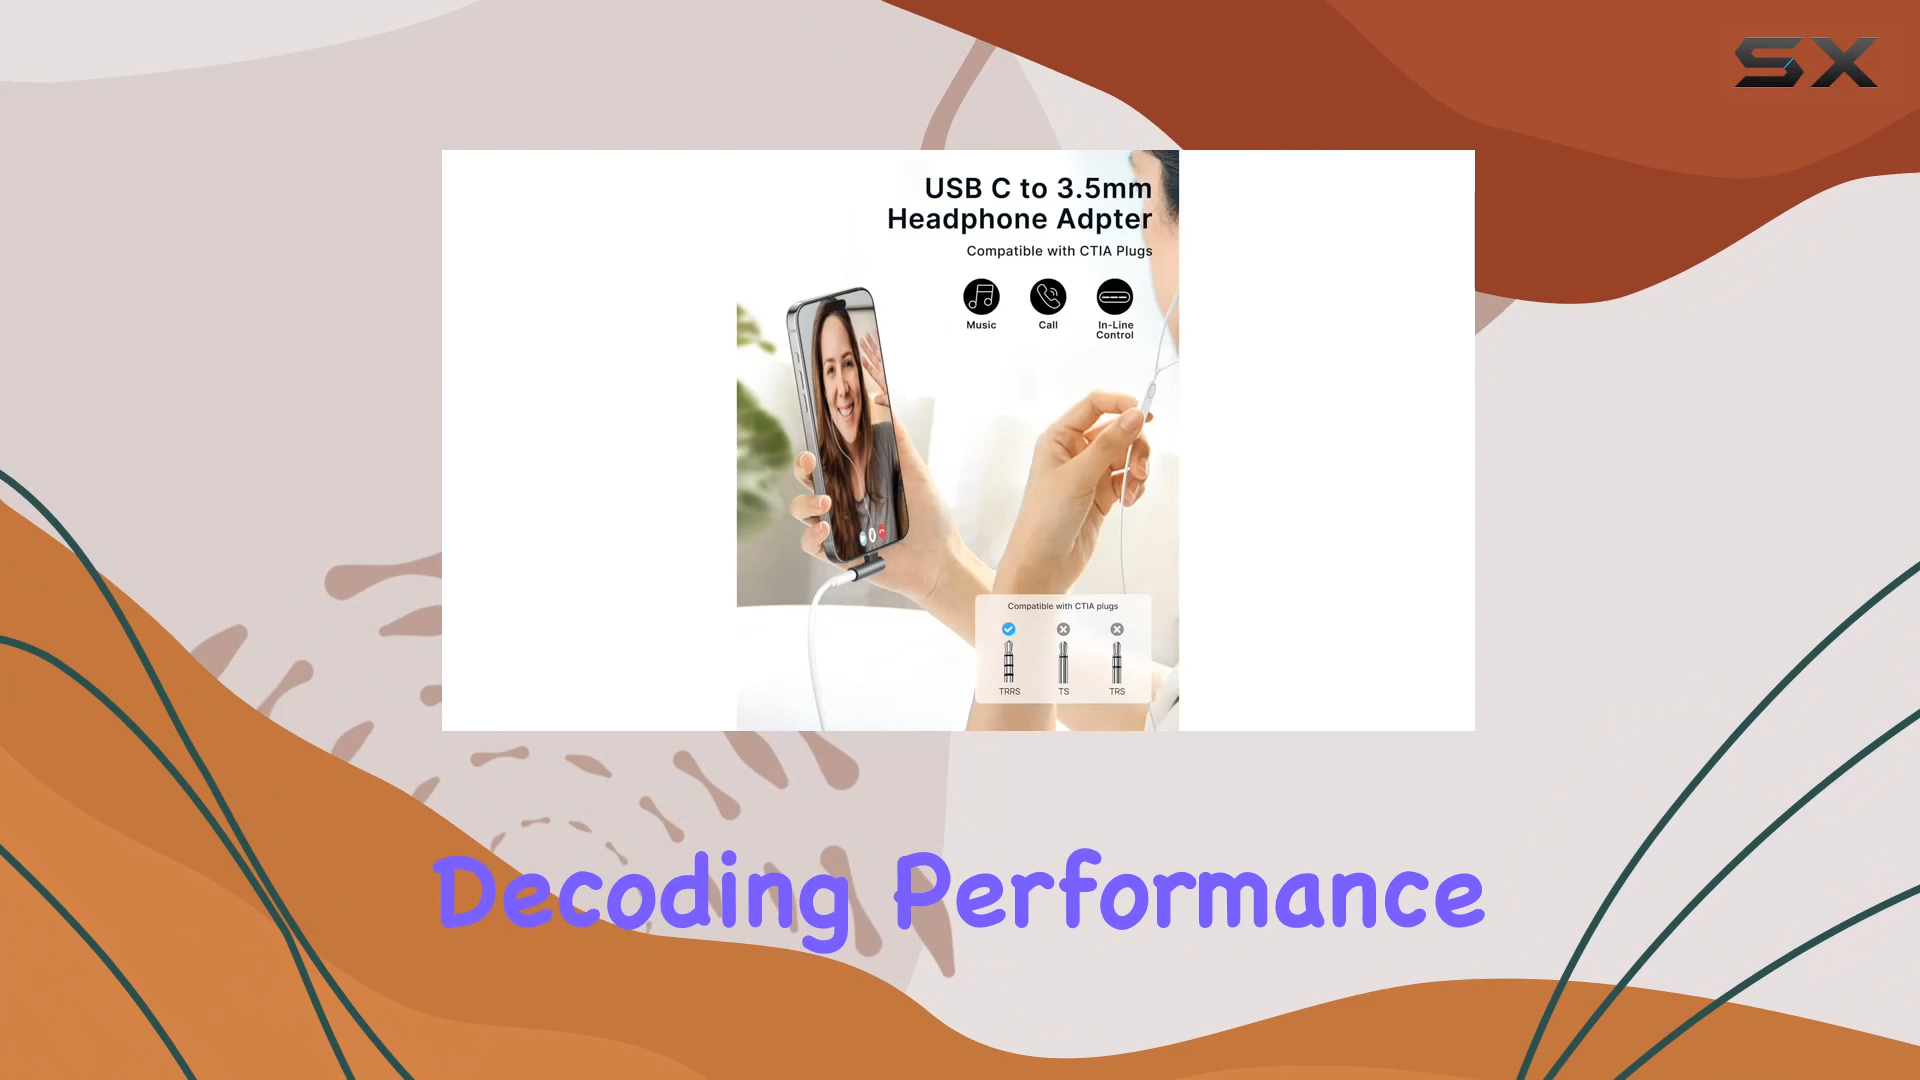 SX
USB C to 3.5mm
Headphone Adpter
Compatible with CTIA Plugs
Music
Call
In-Line
Control
Compatible with CTIA plugs
TRRS
TS
TRS
Decoding Performance